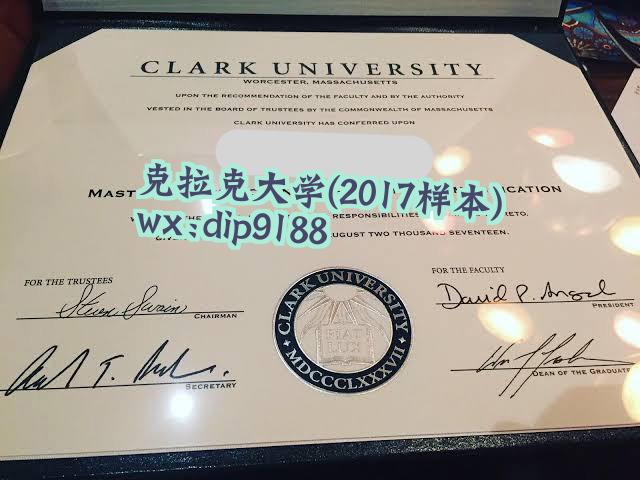 CLARK UNIVERSITY
WORCESTER, MASSACHUSETTS
UPON THE RECOMMENDATION OF THE FACULTY AND BY THE AUTHORITY
VESTED IN THE BOARD OF TRUSTEES BY THE COMMONWEALTH OF MASSACHUSETTS
CLARK UNIVERSITY HAS CONFERRED UPON
克拉克大学(2017样本)
wx:dip9188
RESPONSIBILITIES
AUGUST TWO THOUSAND SEVENTEEN.
FOR THE TRUSTEES
CHAIRMAN
SECRETARY
CLARK UNIVERSITY
FIAT
LUX
MDCCCLXXXVII
FOR THE FACULTY
David P. Angel
PRESIDENT
DEAN OF THE GRADUATE